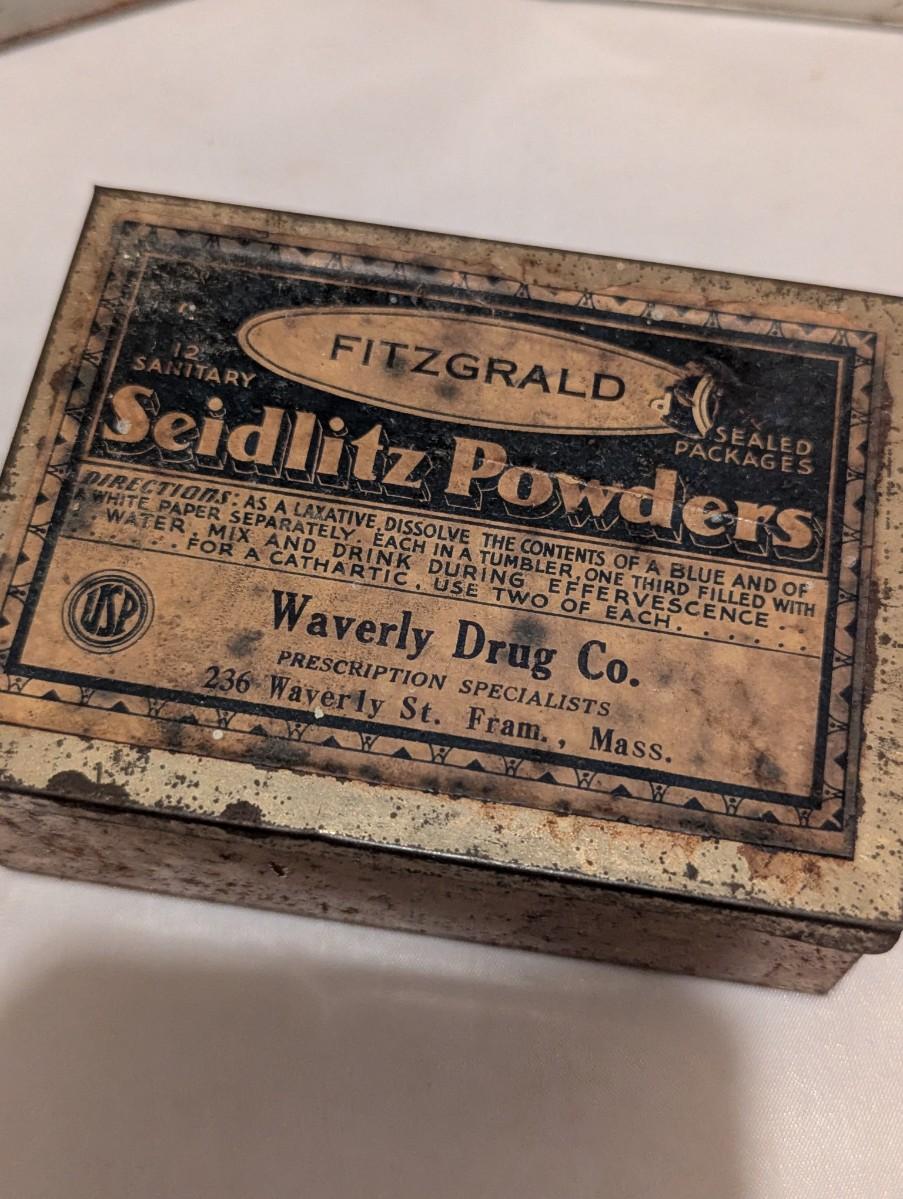 FITZGRALD
12
SANITARY
SEALED
PACKAGES
Seidlitz Powders
DIRECTIONS: AS A LAXATIVE, DISSOLVE THE CONTENTS OF A BLUE AND OF
WHITE PAPER SEPARATELY, EACH IN A TUMBLER, ONE THIRD FILLED WITH
WATER, MIX AND DRINK DURING EFFERVESCENCE . .
. . . . . FOR A CATHARTIC, USE TWO OF EACH. . . . . .
USP
Waverly Drug Co.
PRESCRIPTION SPECIALISTS
236 Waverly St. Fram., Mass.